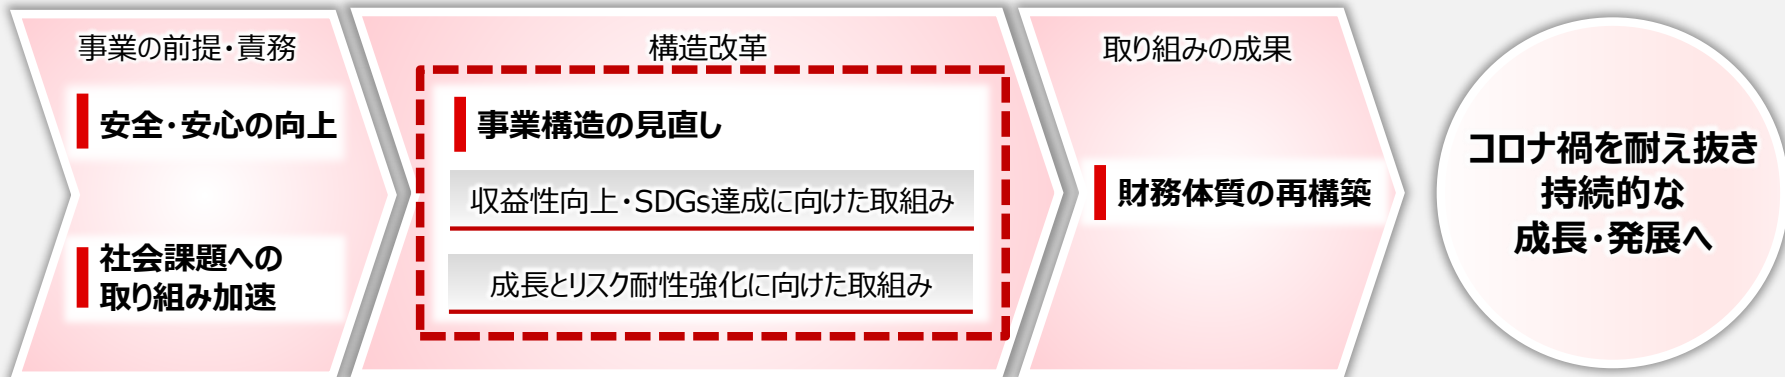 事業の前提・責務
安全・安心の向上
社会課題への
取り組み加速
構造改革
事業構造の見直し
収益性向上・SDGs達成に向けた取組み
成長とリスク耐性強化に向けた取組み
取り組みの成果
財務体質の再構築
コロナ禍を耐え抜き
持続的な
成長・発展へ